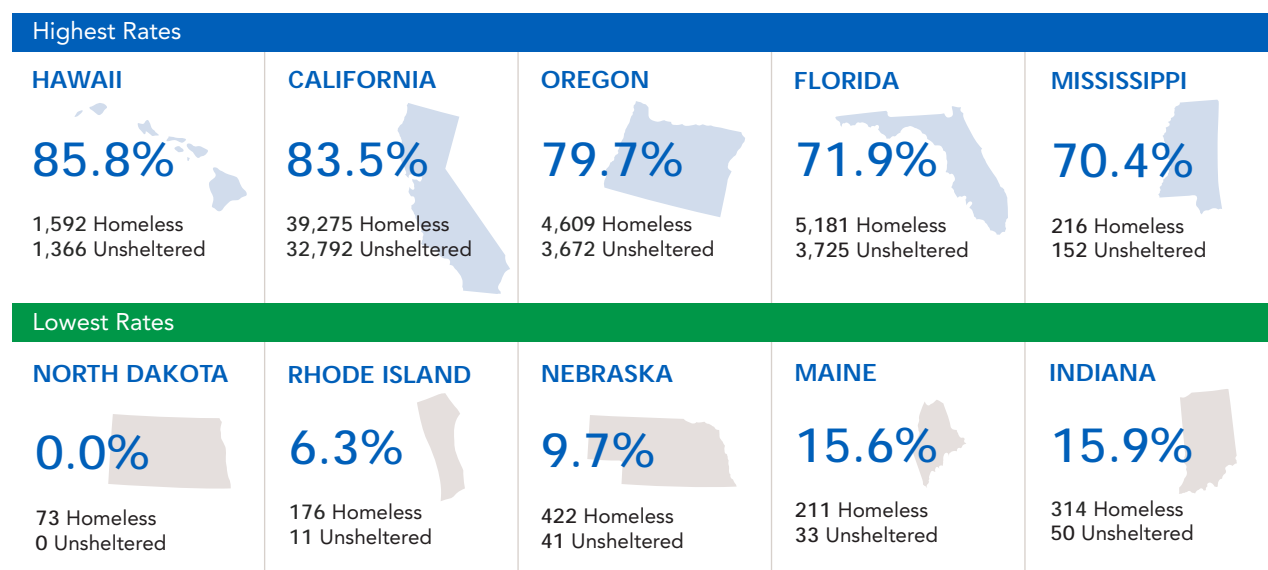 Highest Rates
HAWAII
85.8%
1,592 Homeless
1,366 Unsheltered
CALIFORNIA
83.5%
39,275 Homeless
32,792 Unsheltered
OREGON
79.7%
4,609 Homeless
3,672 Unsheltered
FLORIDA
71.9%
5,181 Homeless
3,725 Unsheltered
MISSISSIPPI
70.4%
216 Homeless
152 Unsheltered
Lowest Rates
NORTH DAKOTA
0.0%
73 Homeless
0 Unsheltered
RHODE ISLAND
6.3%
176 Homeless
11 Unsheltered
NEBRASKA
9.7%
422 Homeless
41 Unsheltered
MAINE
15.6%
211 Homeless
33 Unsheltered
INDIANA
15.9%
314 Homeless
50 Unsheltered